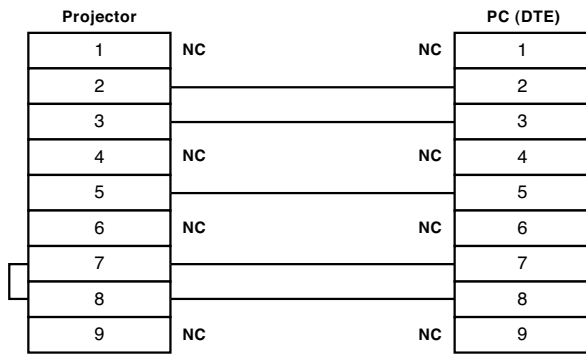 Projector PC (DTE)
1 NC NC 1
2 2
3 3
4 NC NC 4
5 5
6 NC NC 6
7 7
8 8
9 NC NC 9